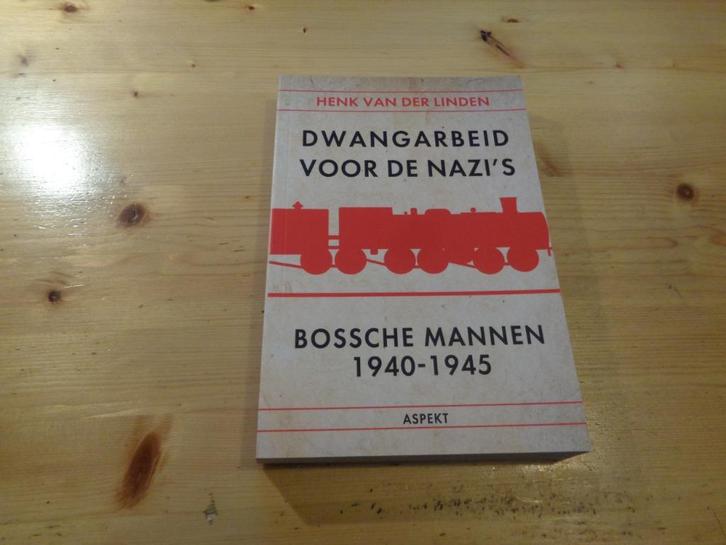 HENK VAN DER LINDEN
DWANGARBEID
VOOR DE NAZI'S
BOSSCHE MANNEN
1940-1945
ASPEKT